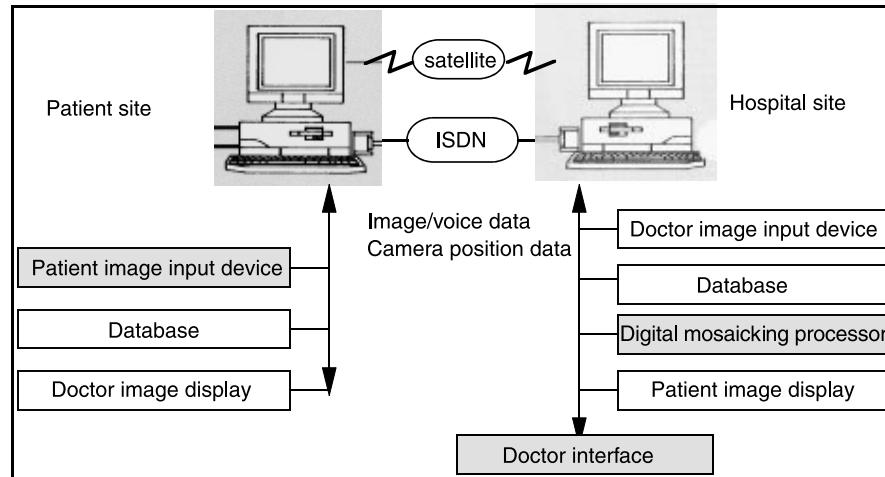 satellite
Patient site
Hospital site
ISDN
Image/voice data
Camera position data
Patient image input device
Database
Doctor image display
Doctor image input device
Database
Digital mosaicking processor
Patient image display
Doctor interface